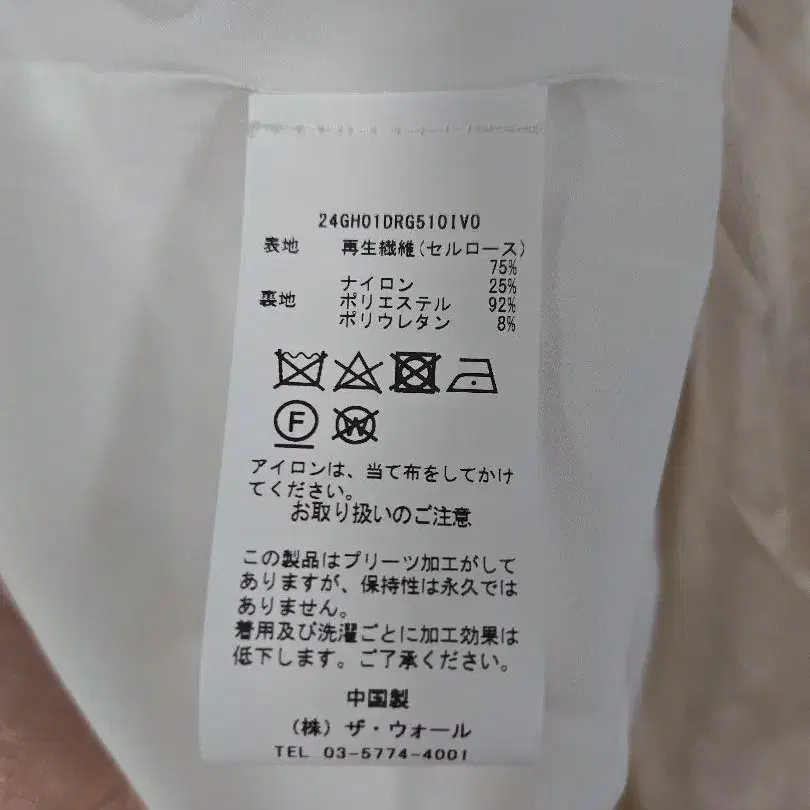 24GH01DRG510IVO
表地 再生繊維(セルロース)
75%
ナイロン 25%
裏地 ポリエステル 92%
ポリウレタン 8%
F
W
アイロンは、当て布をしてかけ
てください。
お取り扱いのご注意
この製品はプリーツ加工がして
ありますが、保持性は永久では
ありません。
着用及び洗濯ごとに加工効果は
低下します。ご了承ください。
中国製
(株)ザ・ウォール
TEL 03-5774-4001